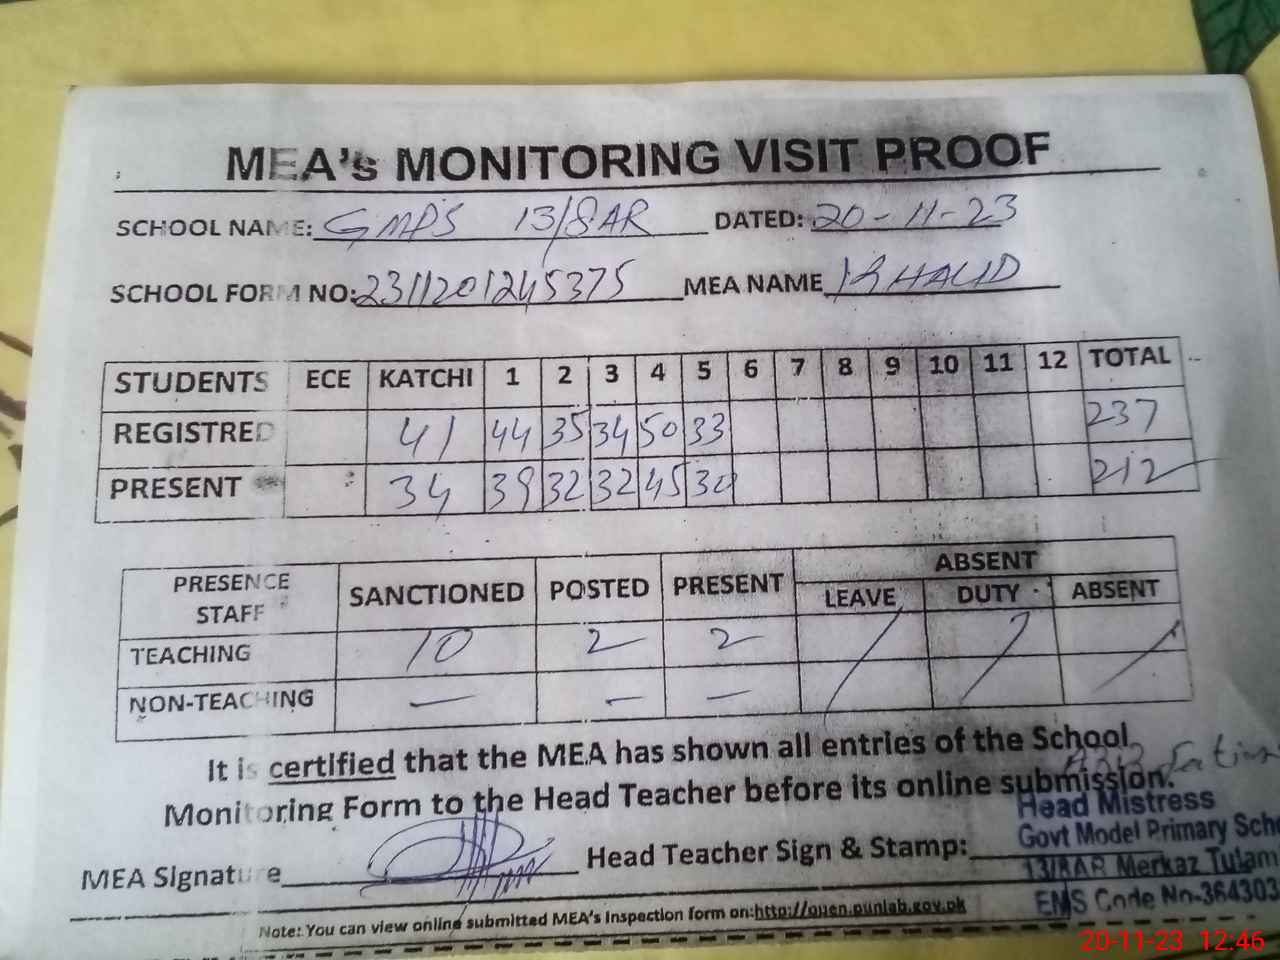 MEA's MONITORING VISIT PROOF
SCHOOL NAME: GMPS 13/8AR DATED: 20-11-23
SCHOOL FORM NO: 2311201245375 MEA NAME KHALID
STUDENTS ECE KATCHI 1 2 3 4 5 6 7 8 9 10 11 12 TOTAL
REGISTRED 41 44 35 34 50 33 237
PRESENT 34 39 32 32 45 30 212
ABSENT
PRESENCE STAFF SANCTIONED POSTED PRESENT LEAVE DUTY ABSENT
TEACHING 10 2 2
NON-TEACHING — — —
It is certified that the MEA has shown all entries of the School
Monitoring Form to the Head Teacher before its online submission.
Head Mistress
Govt Model Primary Scho
MEA Signature Head Teacher Sign & Stamp:
13/8AR Merkaz Tulam
EMS Code No-364303
Note: You can view online submitted MEA's Inspection form on:http://open.punjab.gov.pk
20-11-23 12:46